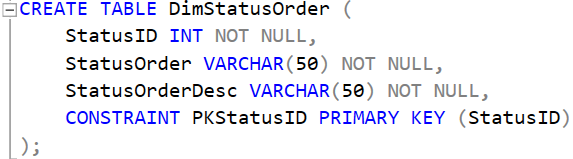 CREATE TABLE DimStatusOrder (
    StatusID INT NOT NULL,
    StatusOrder VARCHAR(50) NOT NULL,
    StatusOrderDesc VARCHAR(50) NOT NULL,
    CONSTRAINT PKStatusID PRIMARY KEY (StatusID)
);